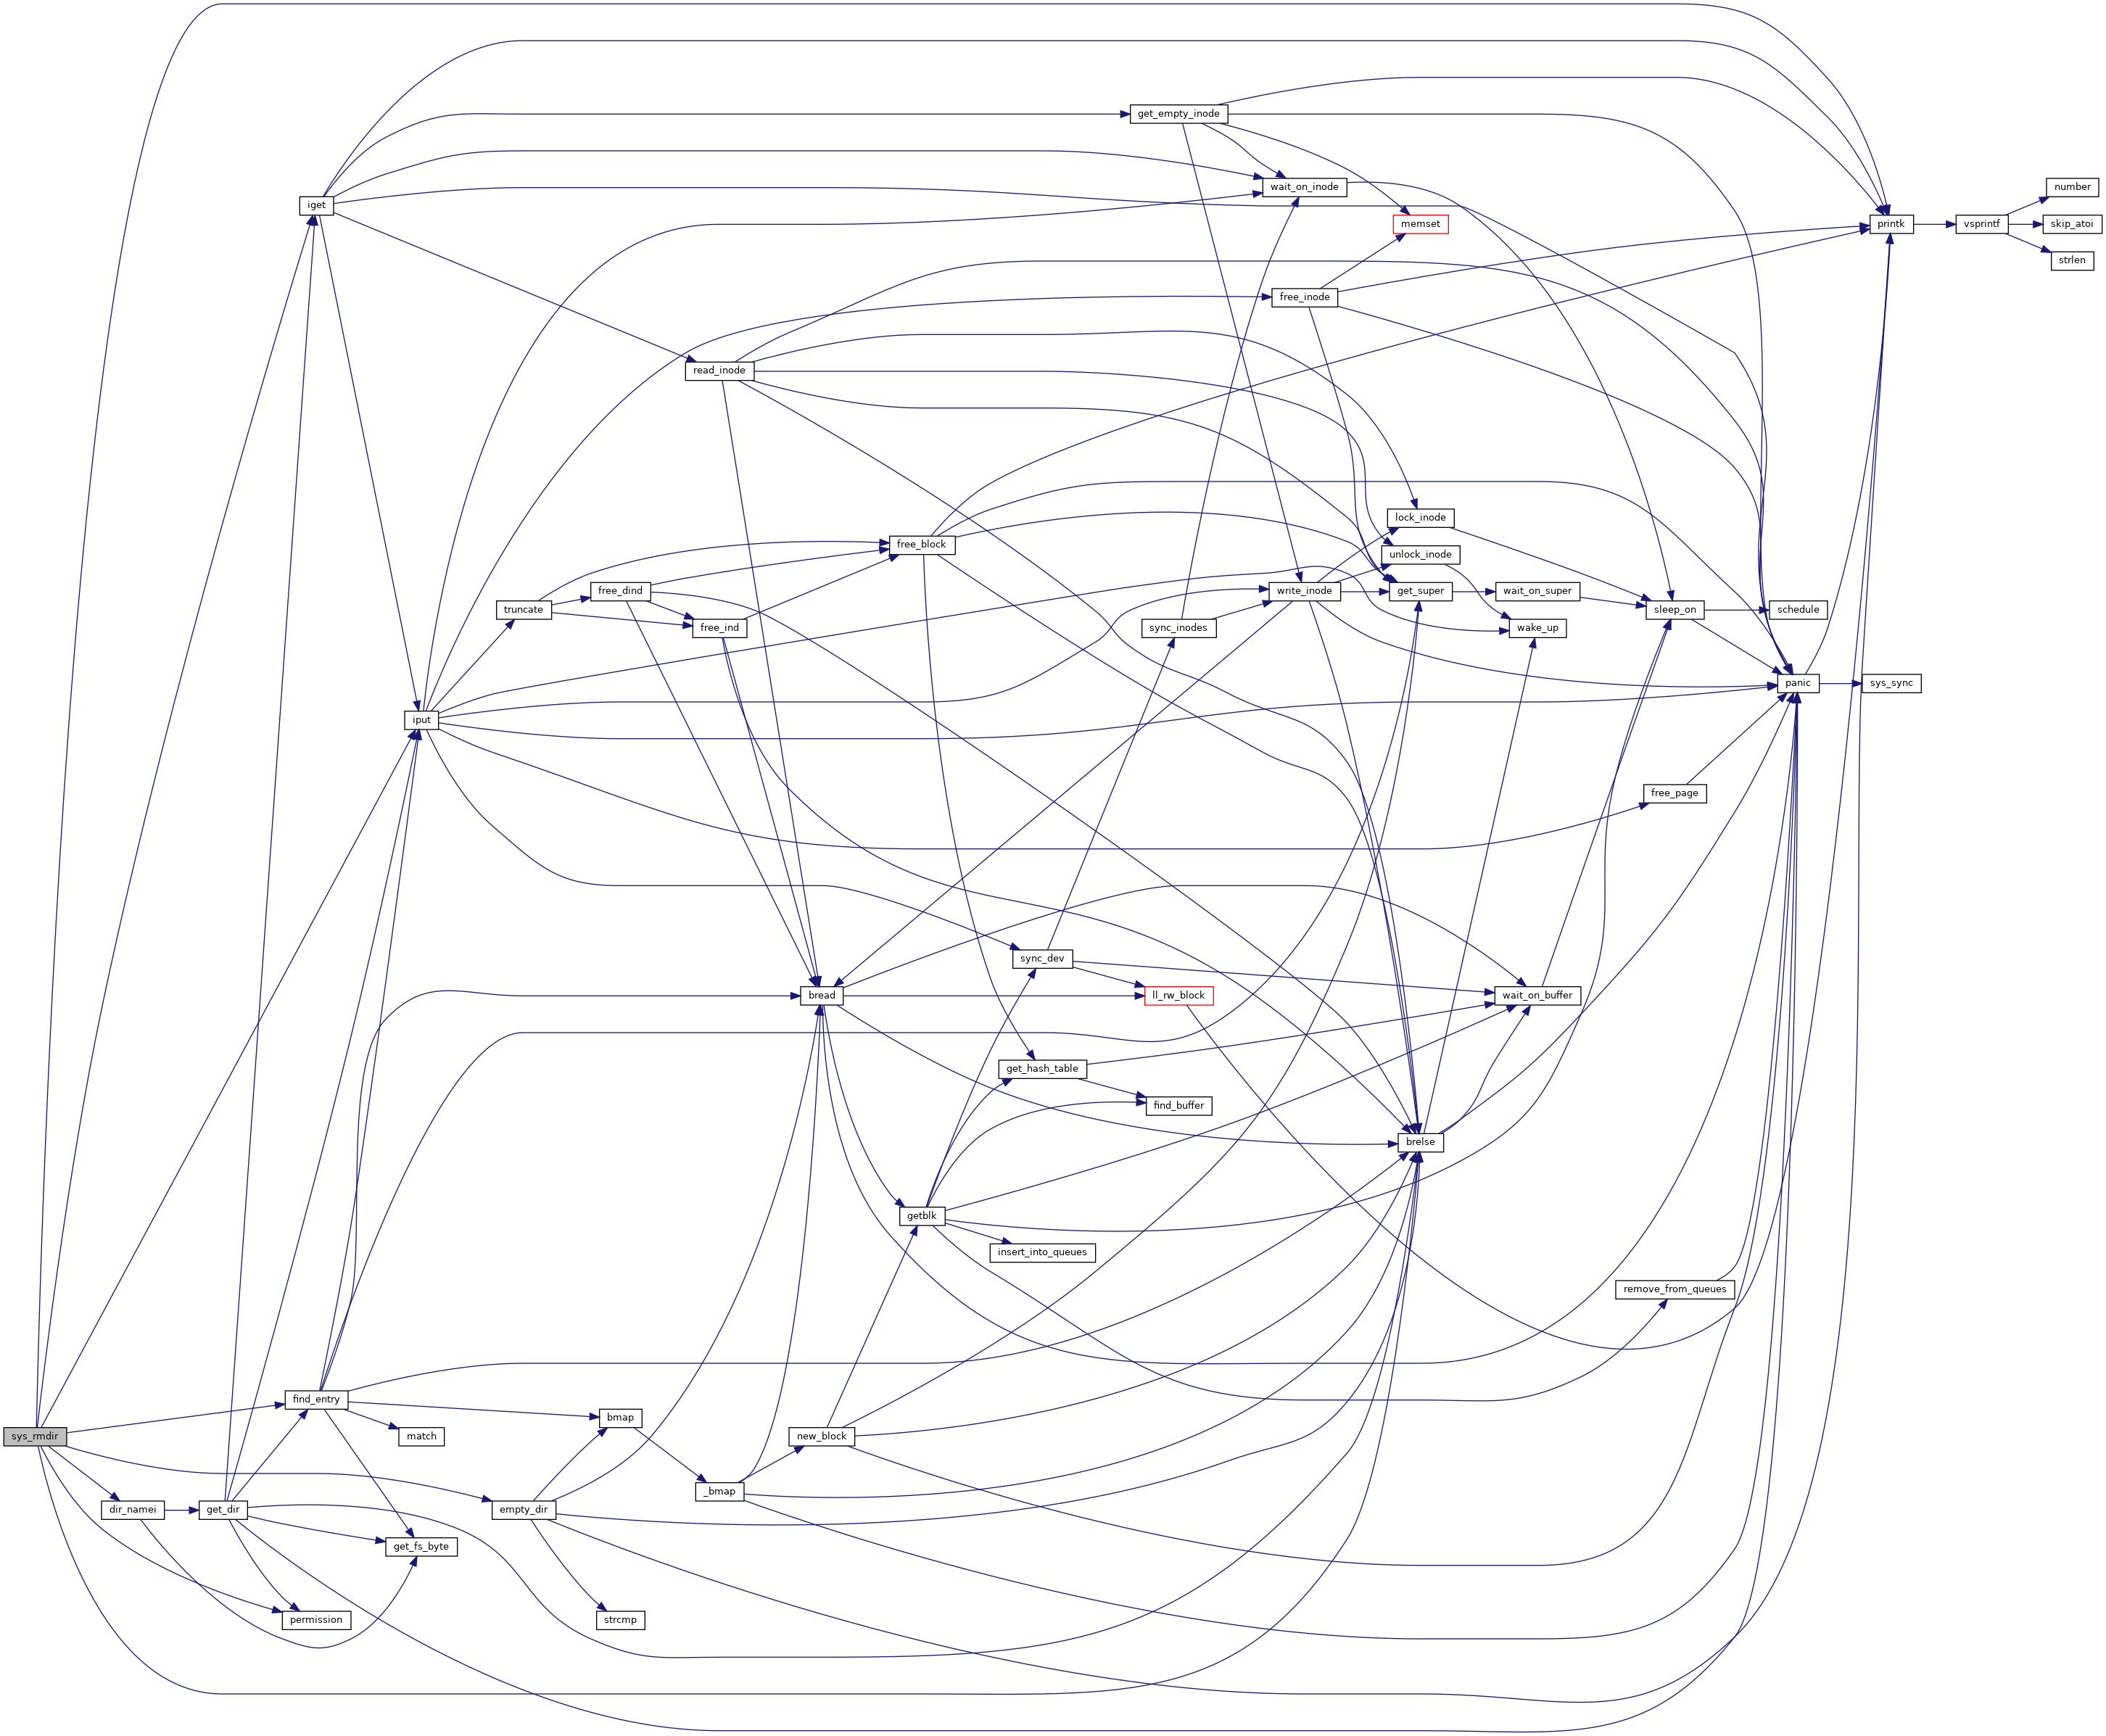 get_empty_inode
wait_on_inode
number
iget
memset
printk
vsprintf
skip_atoi
strlen
free_inode
read_inode
lock_inode
free_block
unlock_inode
free_dind
write_inode
get_super
wait_on_super
truncate
sleep_on
schedule
free_ind
sync_inodes
wake_up
panic
sys_sync
iput
free_page
sync_dev
bread
ll_rw_block
wait_on_buffer
get_hash_table
find_buffer
brelse
getblk
insert_into_queues
remove_from_queues
find_entry
bmap
sys_rmdir
match
new_block
_bmap
dir_namei
get_dir
empty_dir
get_fs_byte
permission
strcmp